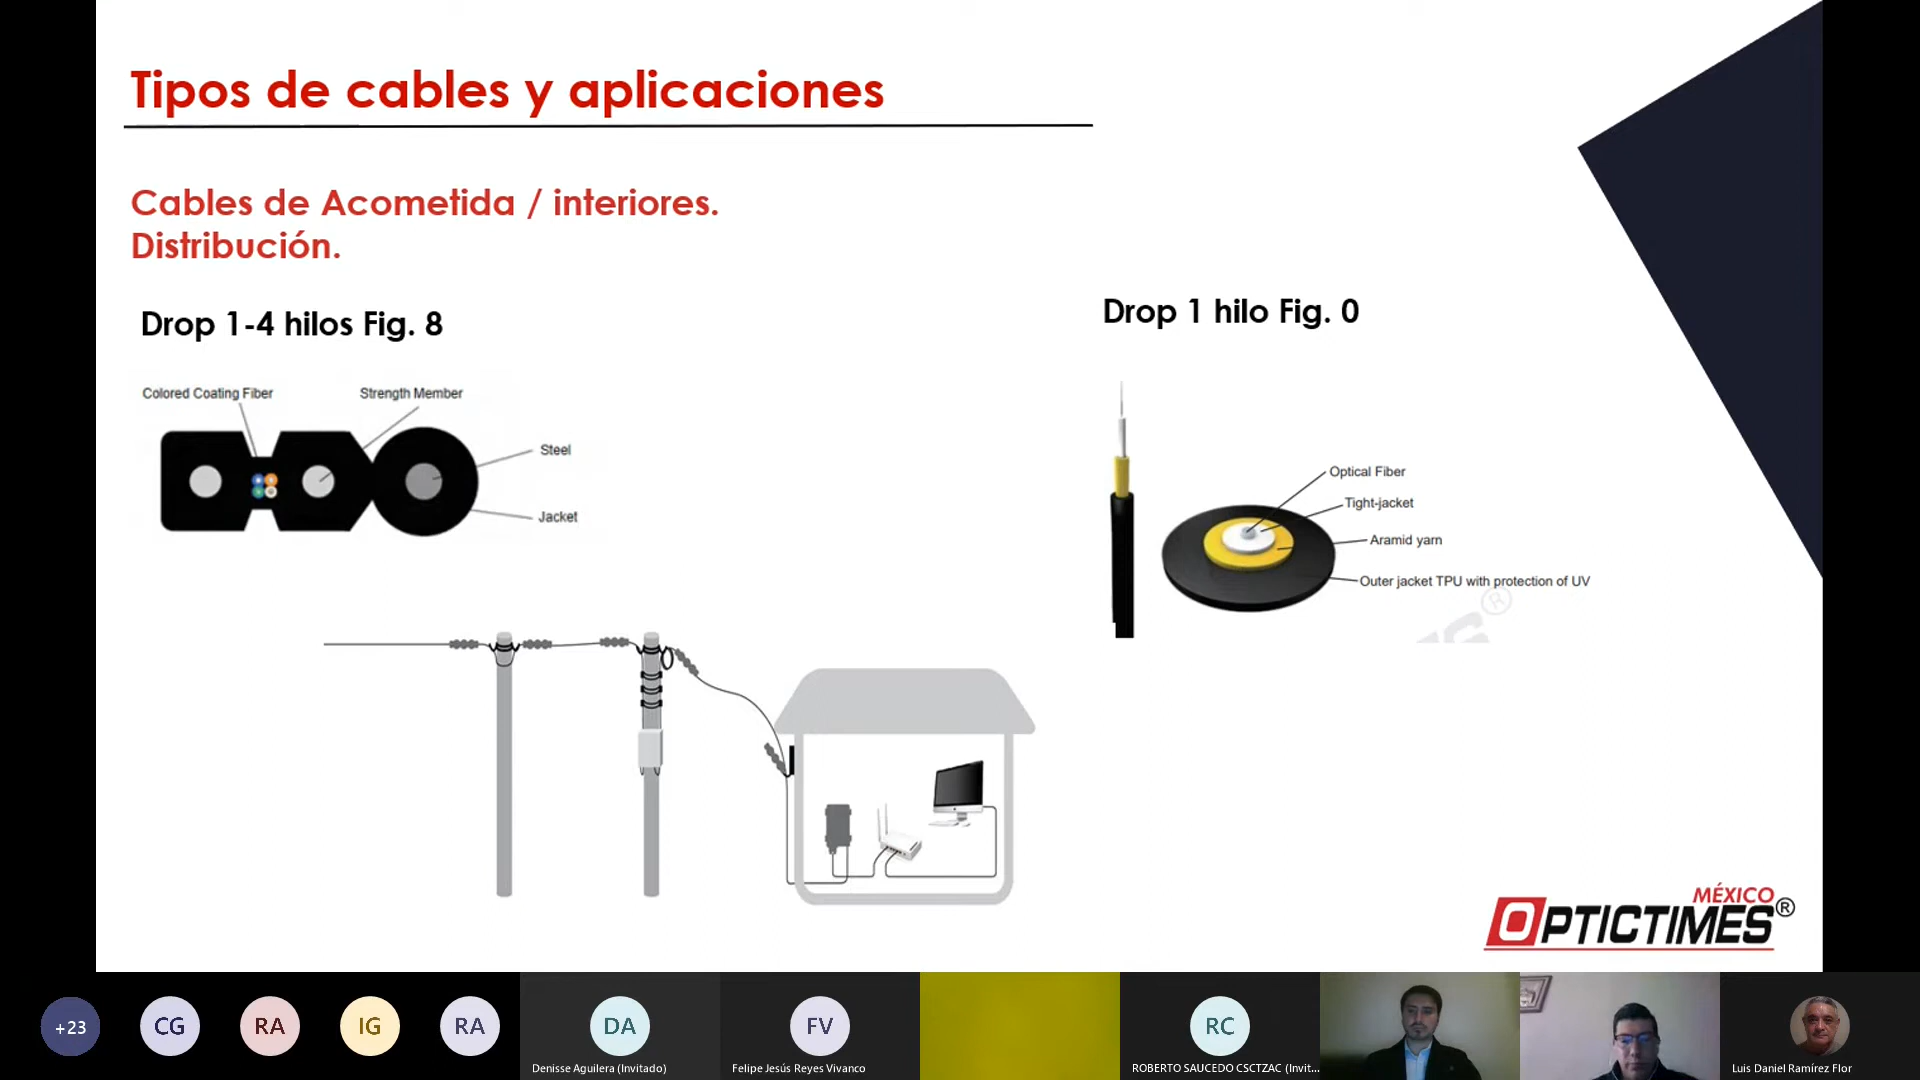 Tipos de cables y aplicaciones
Cables de Acometida / interiores.
Distribución.
Drop 1-4 hilos Fig. 8
Drop 1 hilo Fig. 0
Colored Coating Fiber
Strength Member
Steel
Jacket
Optical Fiber
Tight-jacket
Aramid yarn
Outer jacket TPU with protection of UV
®
MÉXICO
OPTICTIMES®
+23
CG
RA
IG
RA
DA
FV
RC
Denisse Aguilera (Invitado)
Felipe Jesús Reyes Vivanco
ROBERTO SAUCEDO CSCTZAC (Invit...
Luis Daniel Ramírez Flor